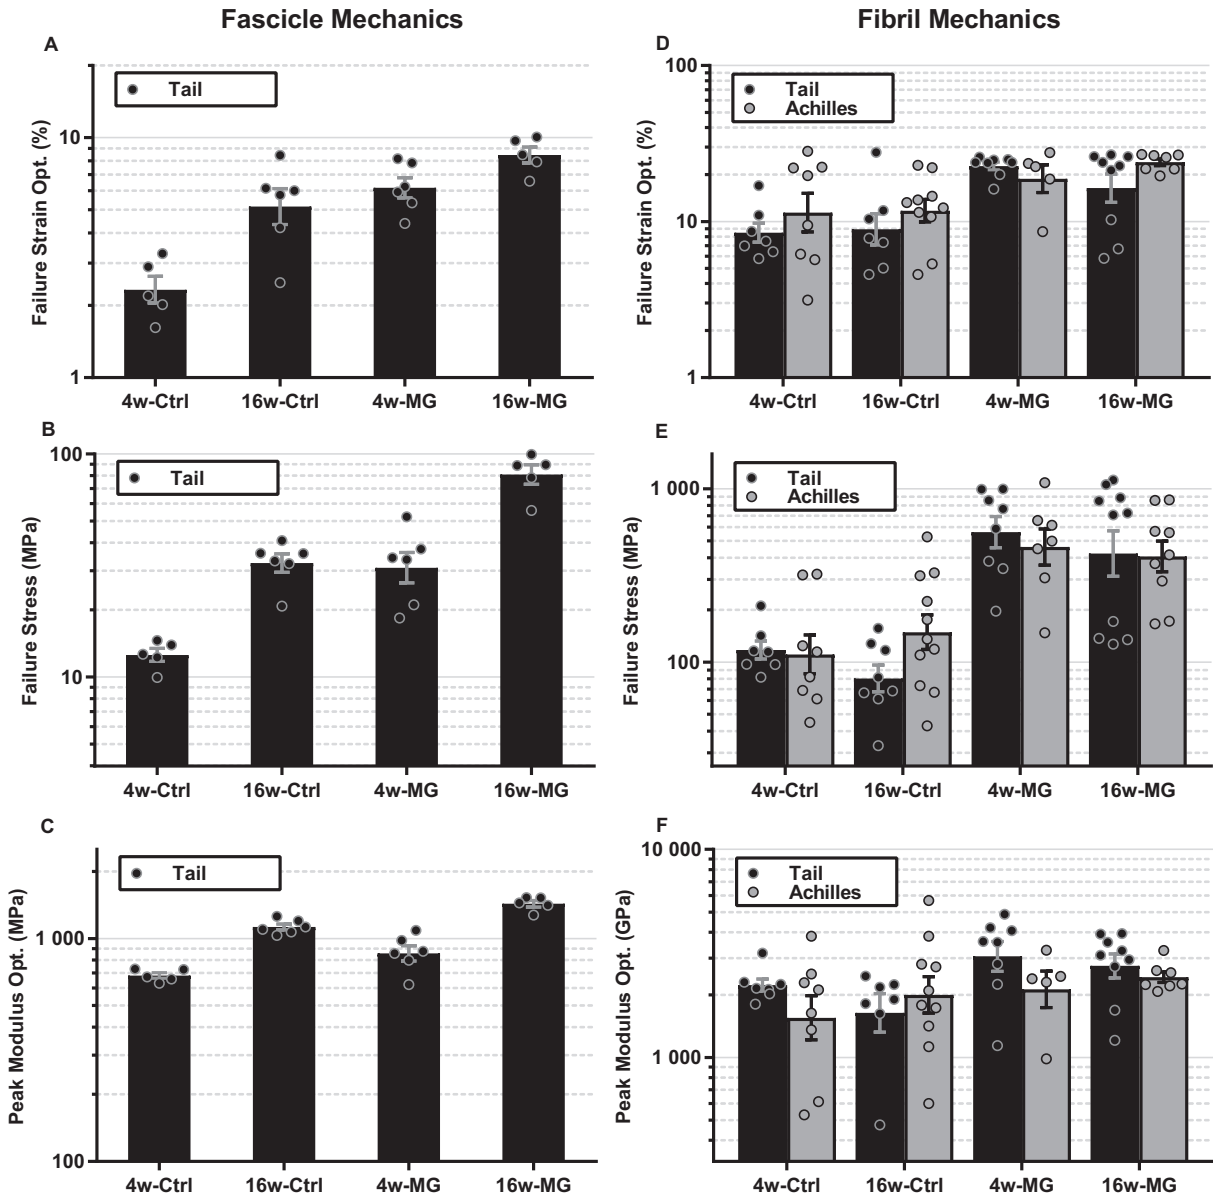 Fascicle Mechanics
A
Tail
Failure Strain Opt. (%)
10
1
4w-Ctrl 16w-Ctrl 4w-MG 16w-MG
B
Tail
Failure Stress (MPa)
100
10
4w-Ctrl 16w-Ctrl 4w-MG 16w-MG
C
Tail
Peak Modulus Opt. (MPa)
1 000
100
4w-Ctrl 16w-Ctrl 4w-MG 16w-MG
Fibril Mechanics
D
Tail
Achilles
Failure Strain Opt. (%)
100
10
1
4w-Ctrl 16w-Ctrl 4w-MG 16w-MG
E
Tail
Achilles
Failure Stress (MPa)
1 000
100
4w-Ctrl 16w-Ctrl 4w-MG 16w-MG
F
Tail
Achilles
Peak Modulus Opt. (GPa)
10 000
1 000
4w-Ctrl 16w-Ctrl 4w-MG 16w-MG